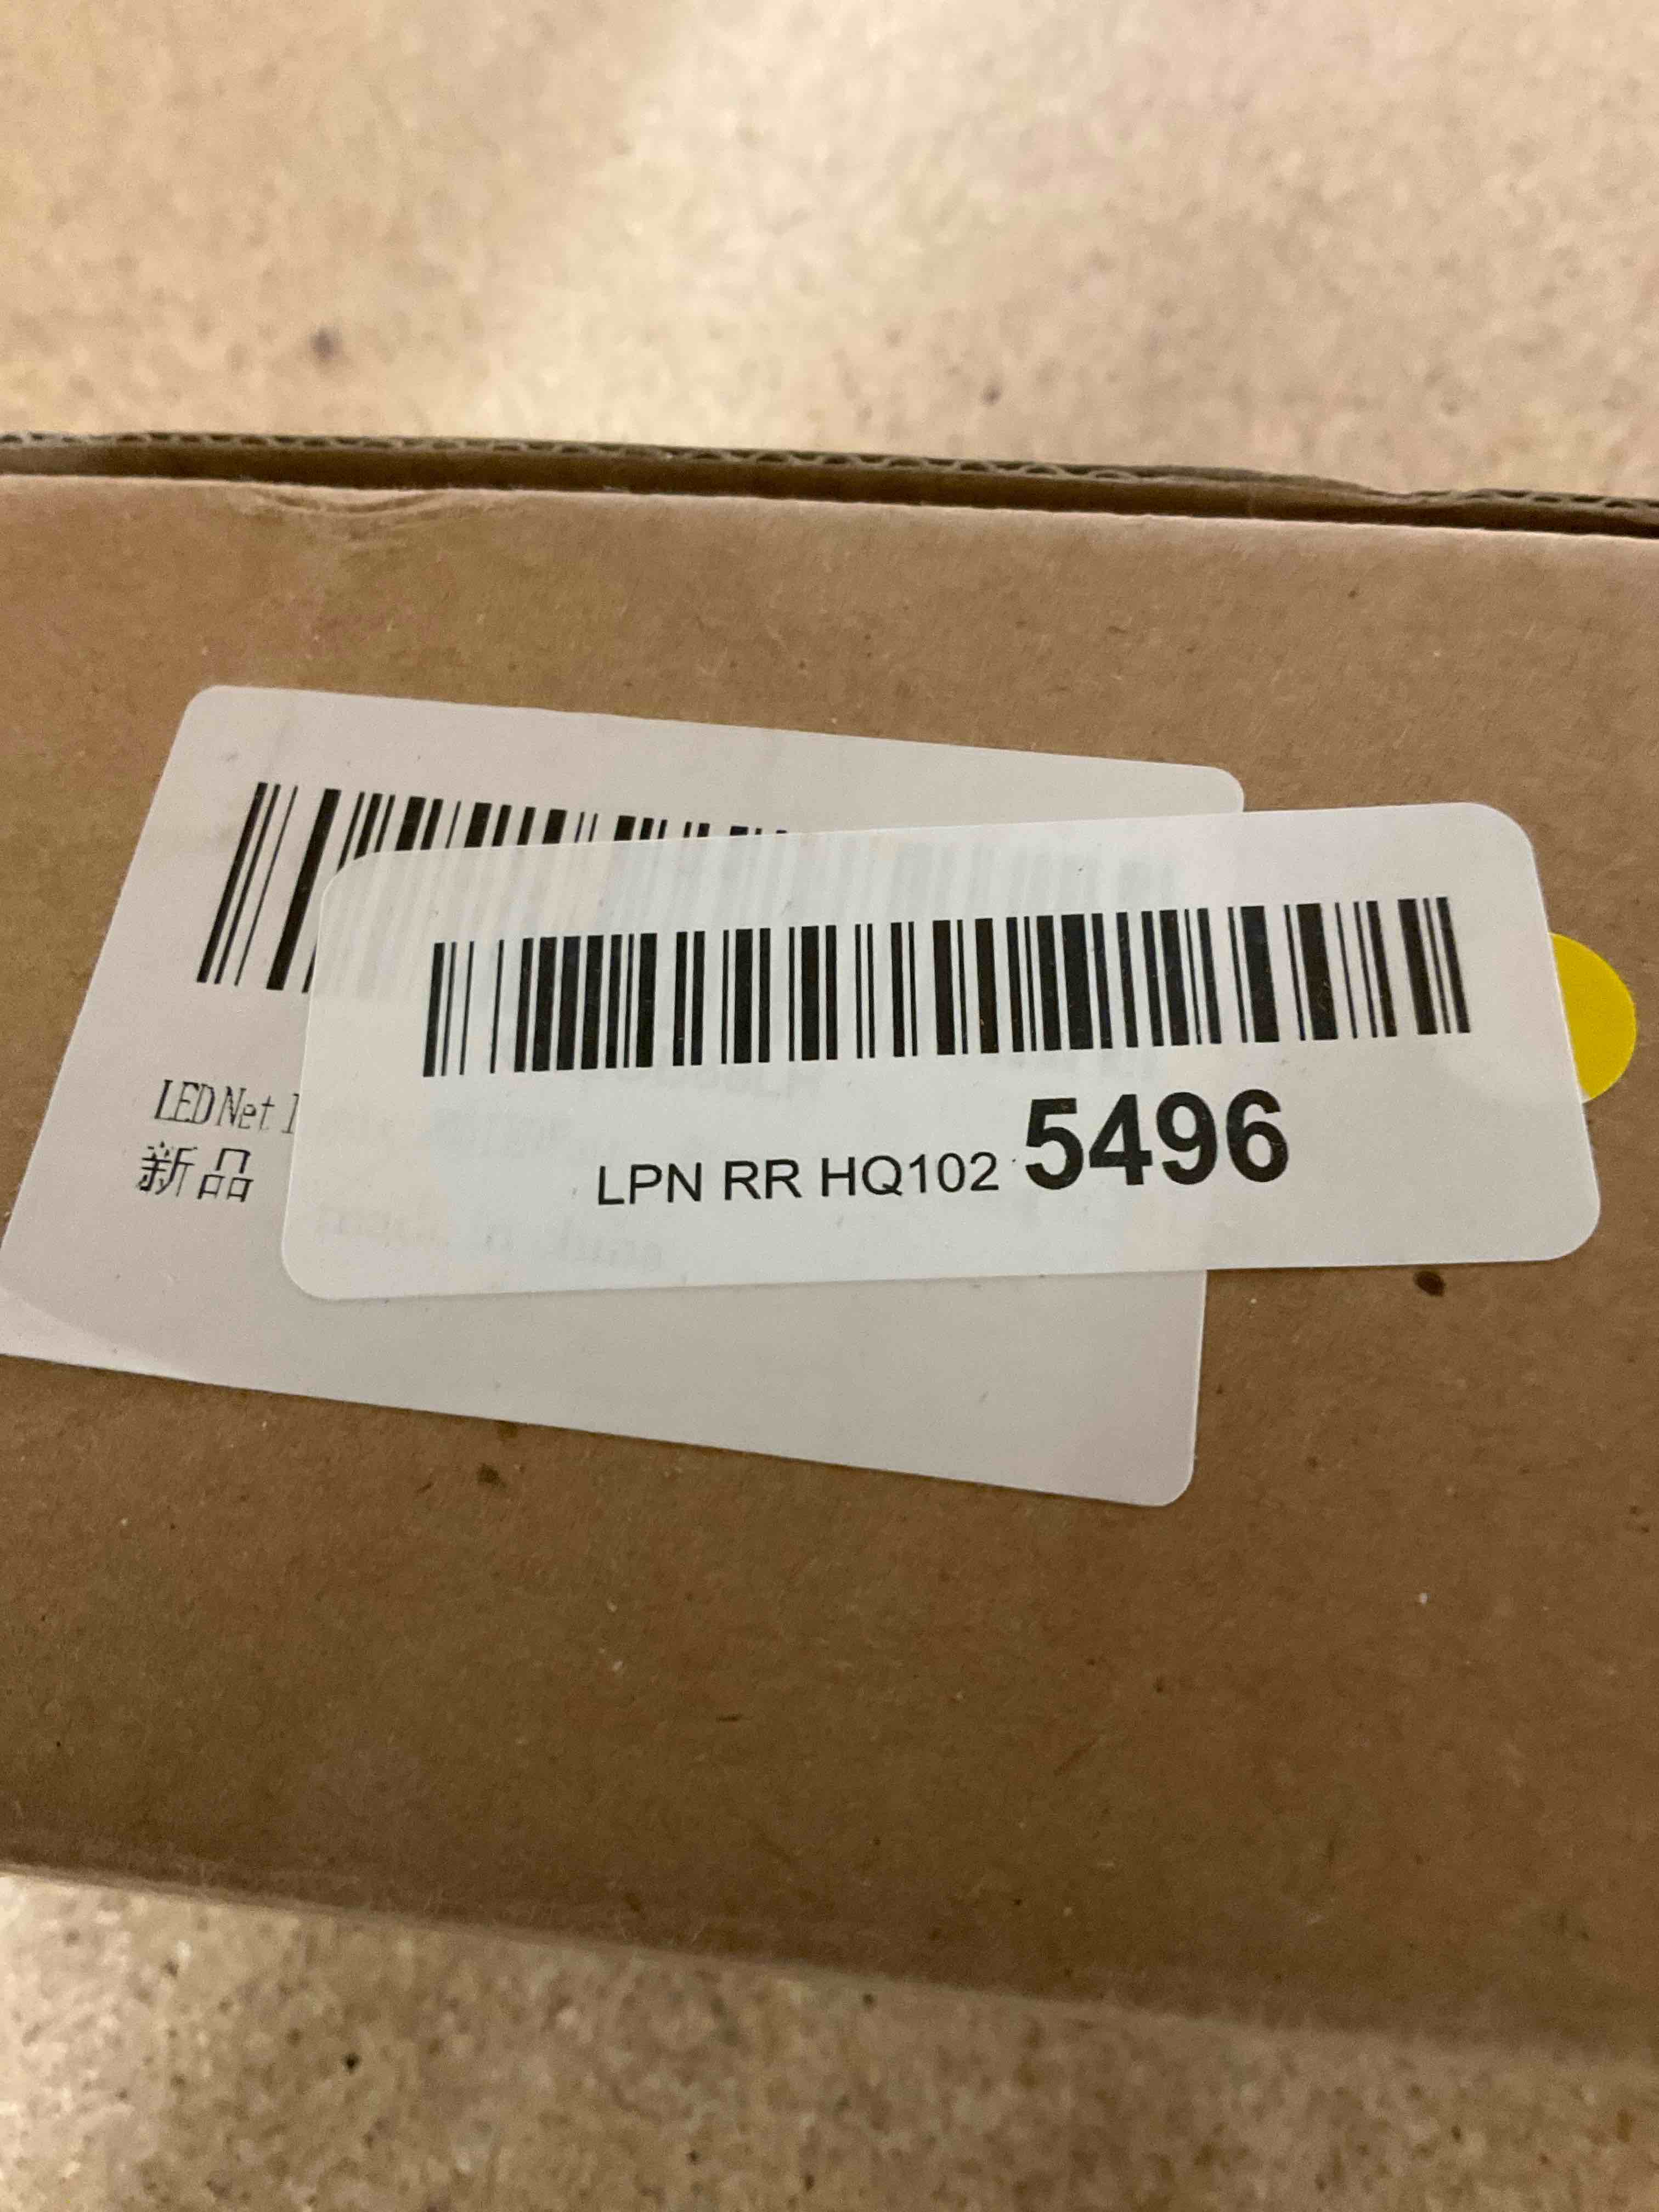 LED Net
新品
LPN RR HQ102 5496